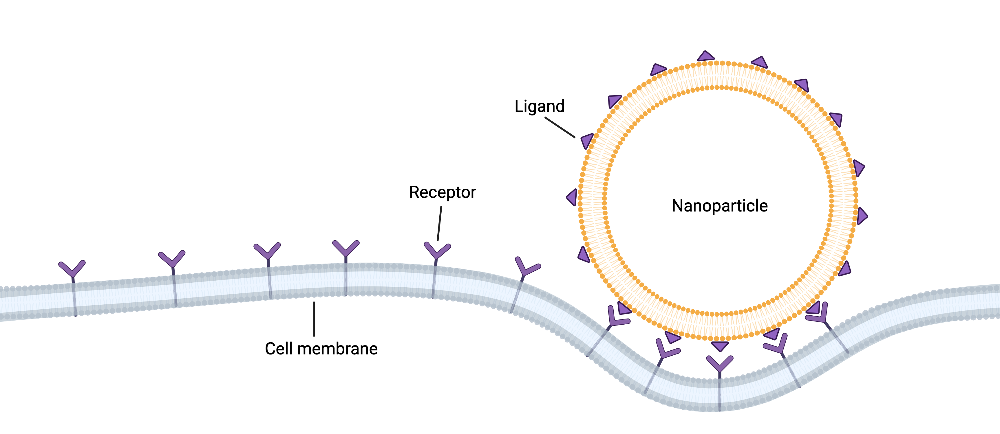 Ligand
Receptor
Nanoparticle
Cell membrane